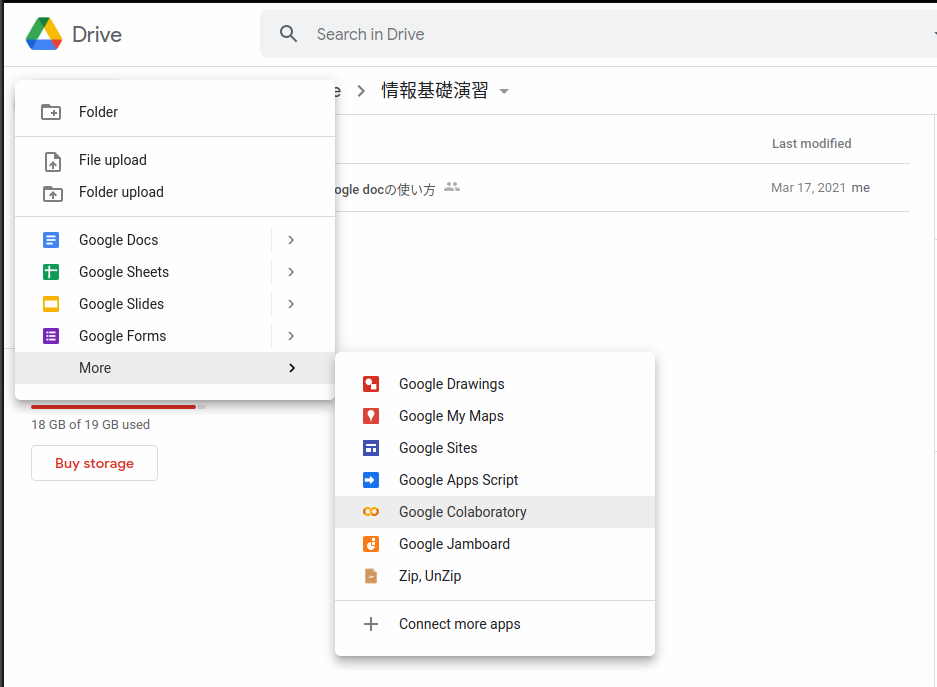 Drive
Search in Drive
情報基礎演習
Folder
Last modified
File upload
ogle docの使い方
Mar 17, 2021 me
Folder upload
Google Docs
Google Sheets
Google Slides
Google Forms
More
Google Drawings
18 GB of 19 GB used
Google My Maps
Google Sites
Buy storage
Google Apps Script
Google Colaboratory
Google Jamboard
Zip, UnZip
Connect more apps